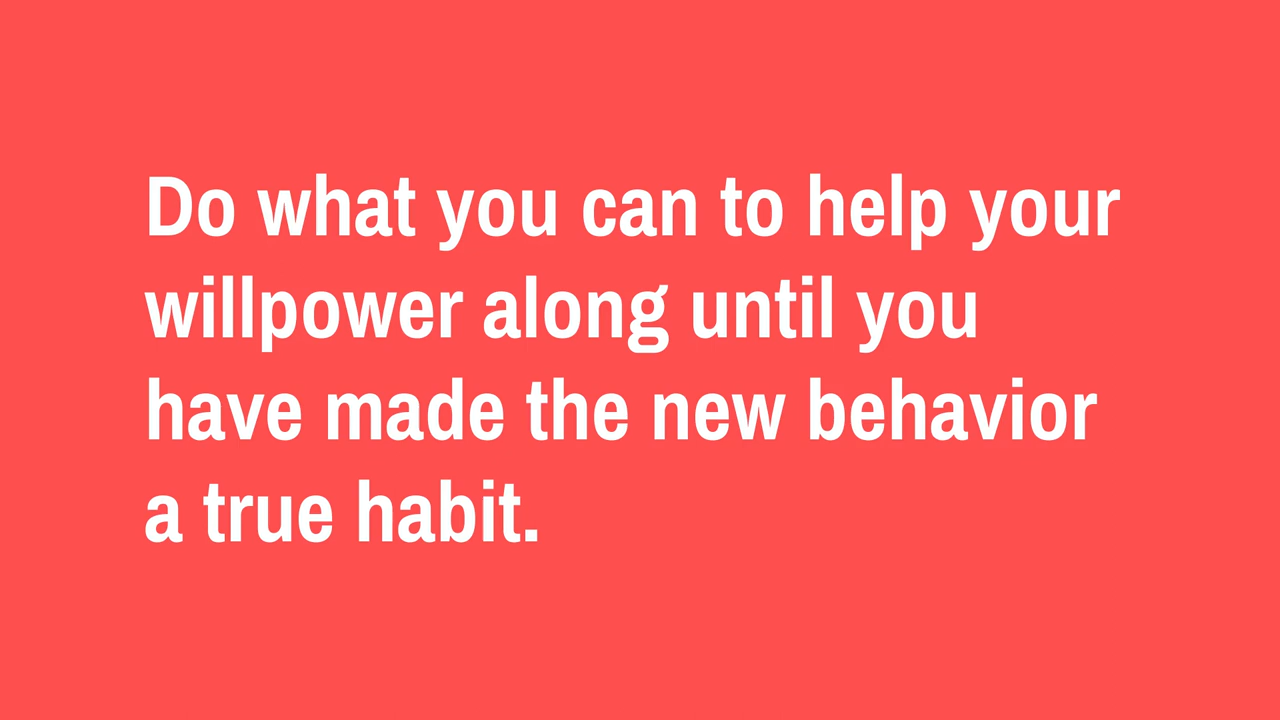 Do what you can to help your
willpower along until you
have made the new behavior
a true habit.